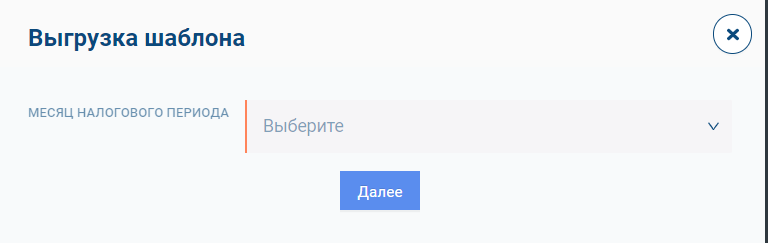 Выгрузка шаблона
МЕСЯЦ НАЛОГОВОГО ПЕРИОДА
Выберите
Далее